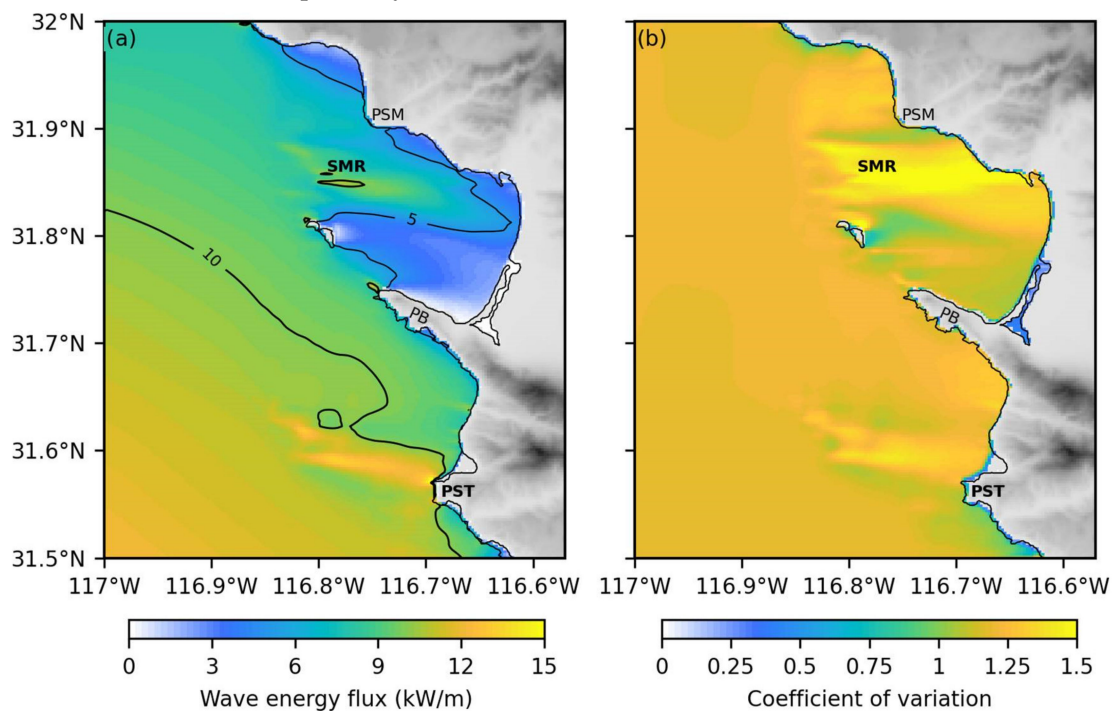 (a)
(b)
32°N
31.9°N
31.8°N
31.7°N
31.6°N
31.5°N
PSM
SMR
5
10
PB
PST
SMR
PB
PST
117°W 116.9°W 116.8°W 116.7°W 116.6°W
117°W 116.9°W 116.8°W 116.7°W 116.6°W
0 3 6 9 12 15
Wave energy flux (kW/m)
PSM
0 0.25 0.5 0.75 1 1.25 1.5
Coefficient of variation